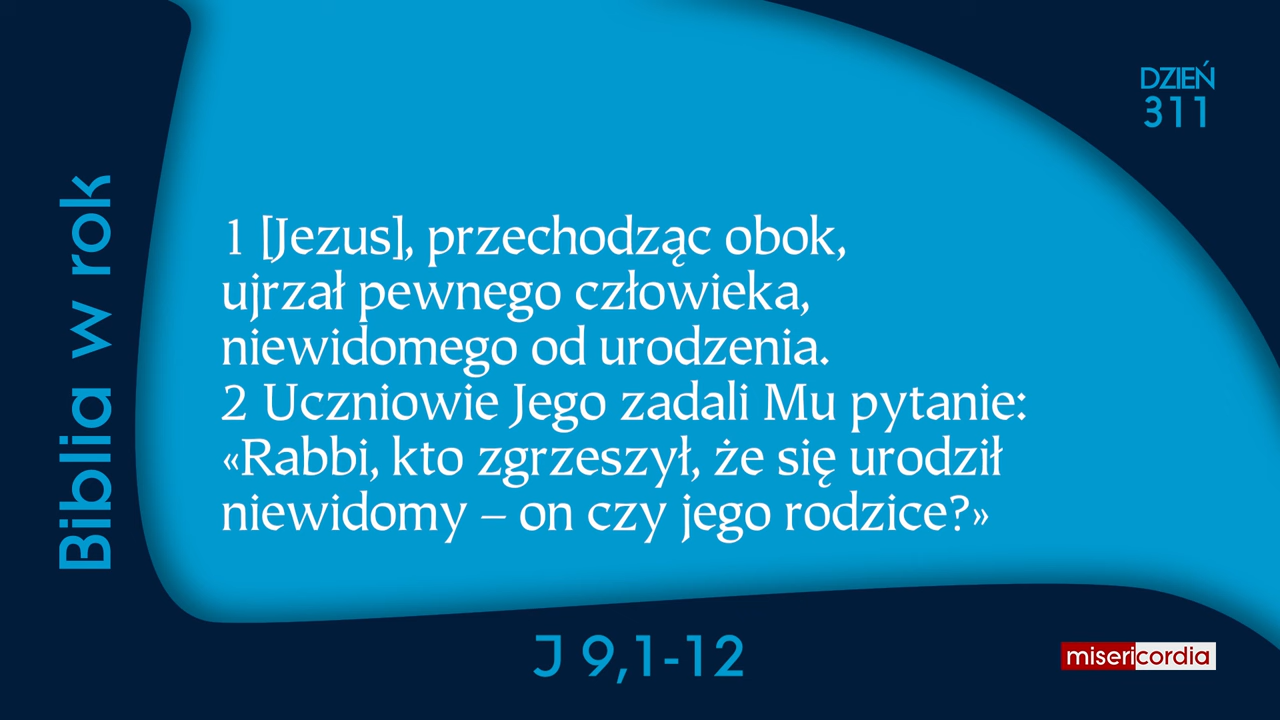 Biblia w rok
DZIEŃ
311
1 [Jezus], przechodząc obok,
ujrzał pewnego człowieka,
niewidomego od urodzenia.
2 Uczniowie Jego zadali Mu pytanie:
«Rabbi, kto zgrzeszył, że się urodził
niewidomy – on czy jego rodzice?»
J 9,1-12
misericordia